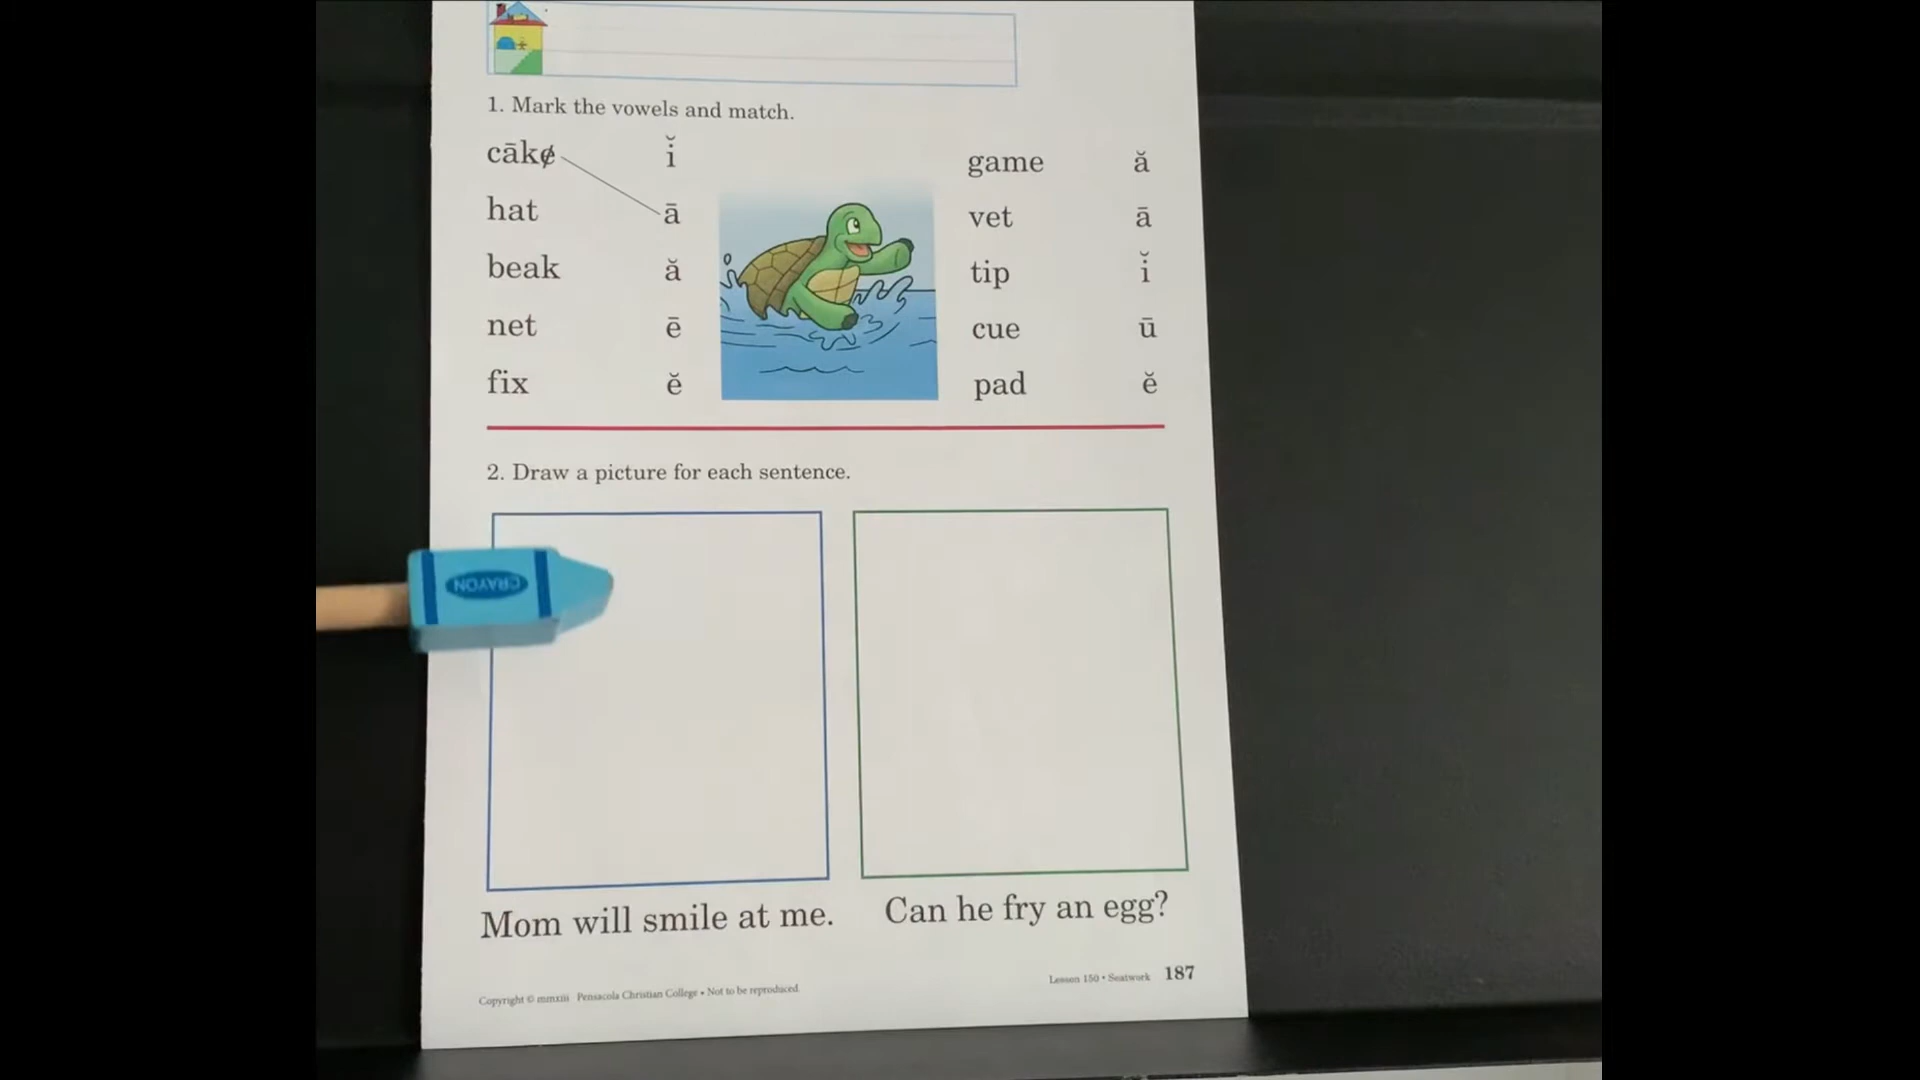 1. Mark the vowels and match.
cāke̸ ĭ
hat ā
beak ă
net ē
fix ĕ
game ă
vet ā
tip ĭ
cue ū
pad ĕ
2. Draw a picture for each sentence.
CRAYON
Mom will smile at me.
Can he fry an egg?
Copyright © mmxiii Pensacola Christian College • Not to be reproduced.
Lesson 150 • Seatwork 187